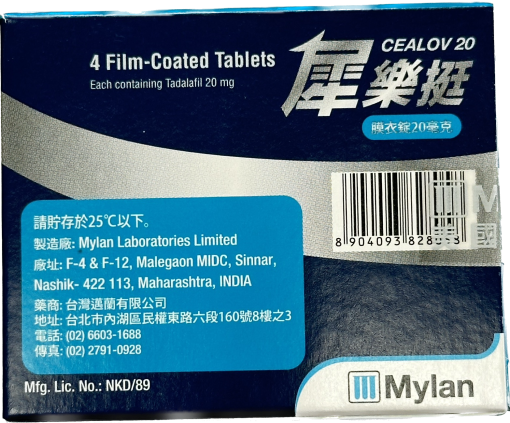 4 Film-Coated Tablets
Each containing Tadalafil 20 mg
CEALOV 20
犀樂挺
膜衣錠20毫克
請貯存於25℃以下。
製造廠: Mylan Laboratories Limited
廠址: F-4 & F-12, Malegaon MIDC, Sinnar,
Nashik- 422 113, Maharashtra, INDIA
藥商: 台灣邁蘭有限公司
地址: 台北市內湖區民權東路六段160號8樓之3
電話: (02) 6603-1688
傳真: (02) 2791-0928
Mfg. Lic. No.: NKD/89
Mylan